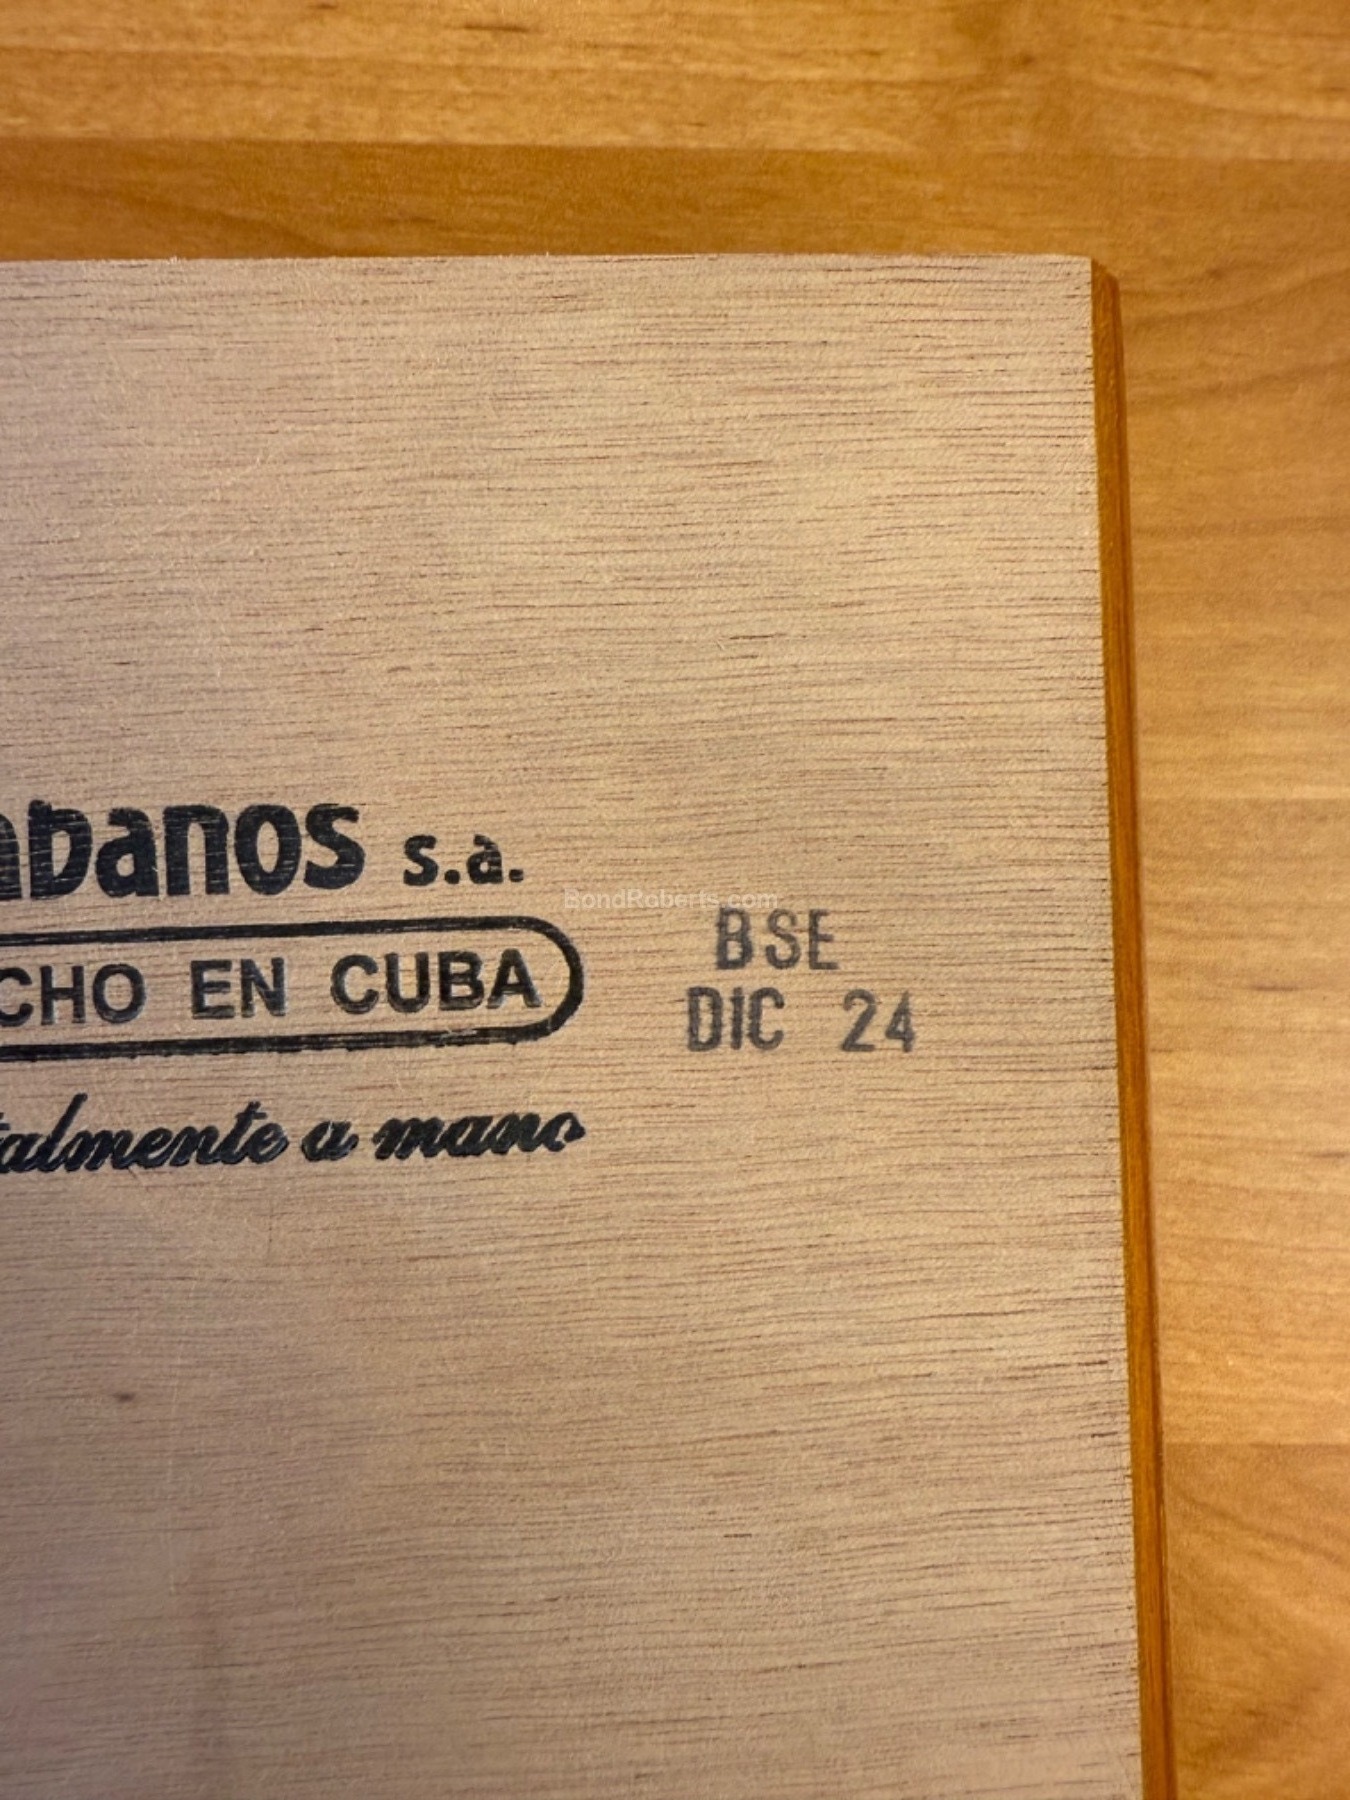 abanos s.a.
BondRoberts.com
BSE
CHO EN CUBA
DIC 24
talmente a mano